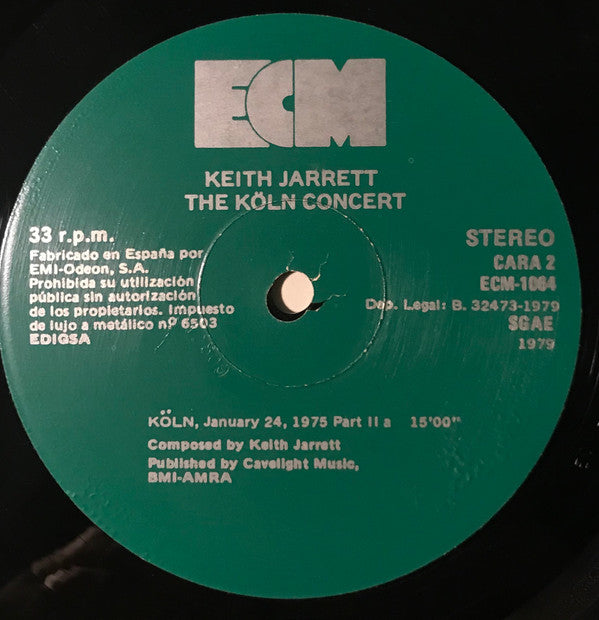 ECM
KEITH JARRETT
THE KÖLN CONCERT
33 r.p.m.
Fabricado en España por
EMI-Odeon, S.A.
Prohibida su utilización
pública sin autorización
de los propietarios. Impuesto
de lujo a metálico nº 6503
EDIGSA
STEREO
CARA 2
ECM-1064
Dep. Legal: B. 32473-1979
SGAE
1979
KÖLN, January 24, 1975 Part II a 15'00"
Composed by Keith Jarrett
Published by Cavelight Music,
BMI-AMRA